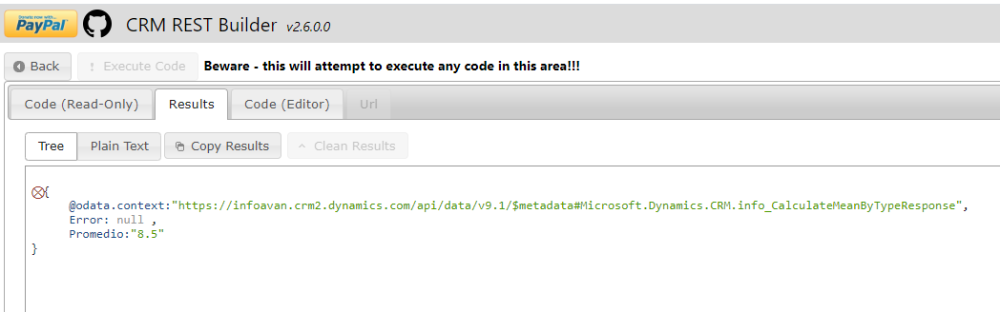 Donate now with...
PayPal
CRM REST Builder v2.6.0.0
Back
! Execute Code
Beware - this will attempt to execute any code in this area!!!
Code (Read-Only)
Results
Code (Editor)
Url
Tree
Plain Text
Copy Results
Clean Results
{
@odata.context:"https://infoavan.crm2.dynamics.com/api/data/v9.1/$metadata#Microsoft.Dynamics.CRM.info_CalculateMeanByTypeResponse",
Error: null ,
Promedio:"8.5"
}